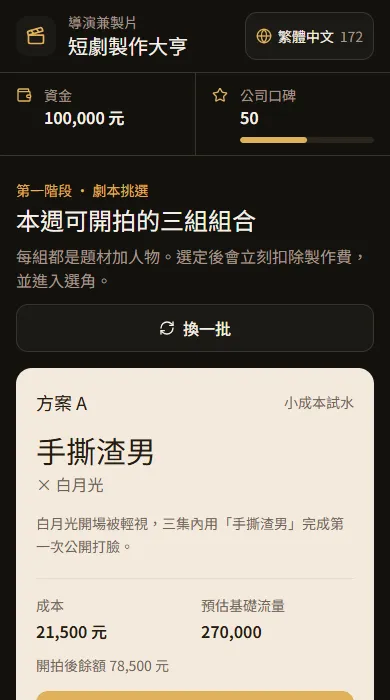 導演兼製片
短劇製作大亨
繁體中文 172
資金
100,000 元
公司口碑
50
第一階段 · 劇本挑選
本週可開拍的三組組合
每組都是題材加人物。選定後會立刻扣除製作費，
並進入選角。
換一批
方案 A
小成本試水
手撕渣男
× 白月光
白月光開場被輕視，三集內用「手撕渣男」完成第
一次公開打臉。
成本
21,500 元
預估基礎流量
270,000
開拍後餘額 78,500 元